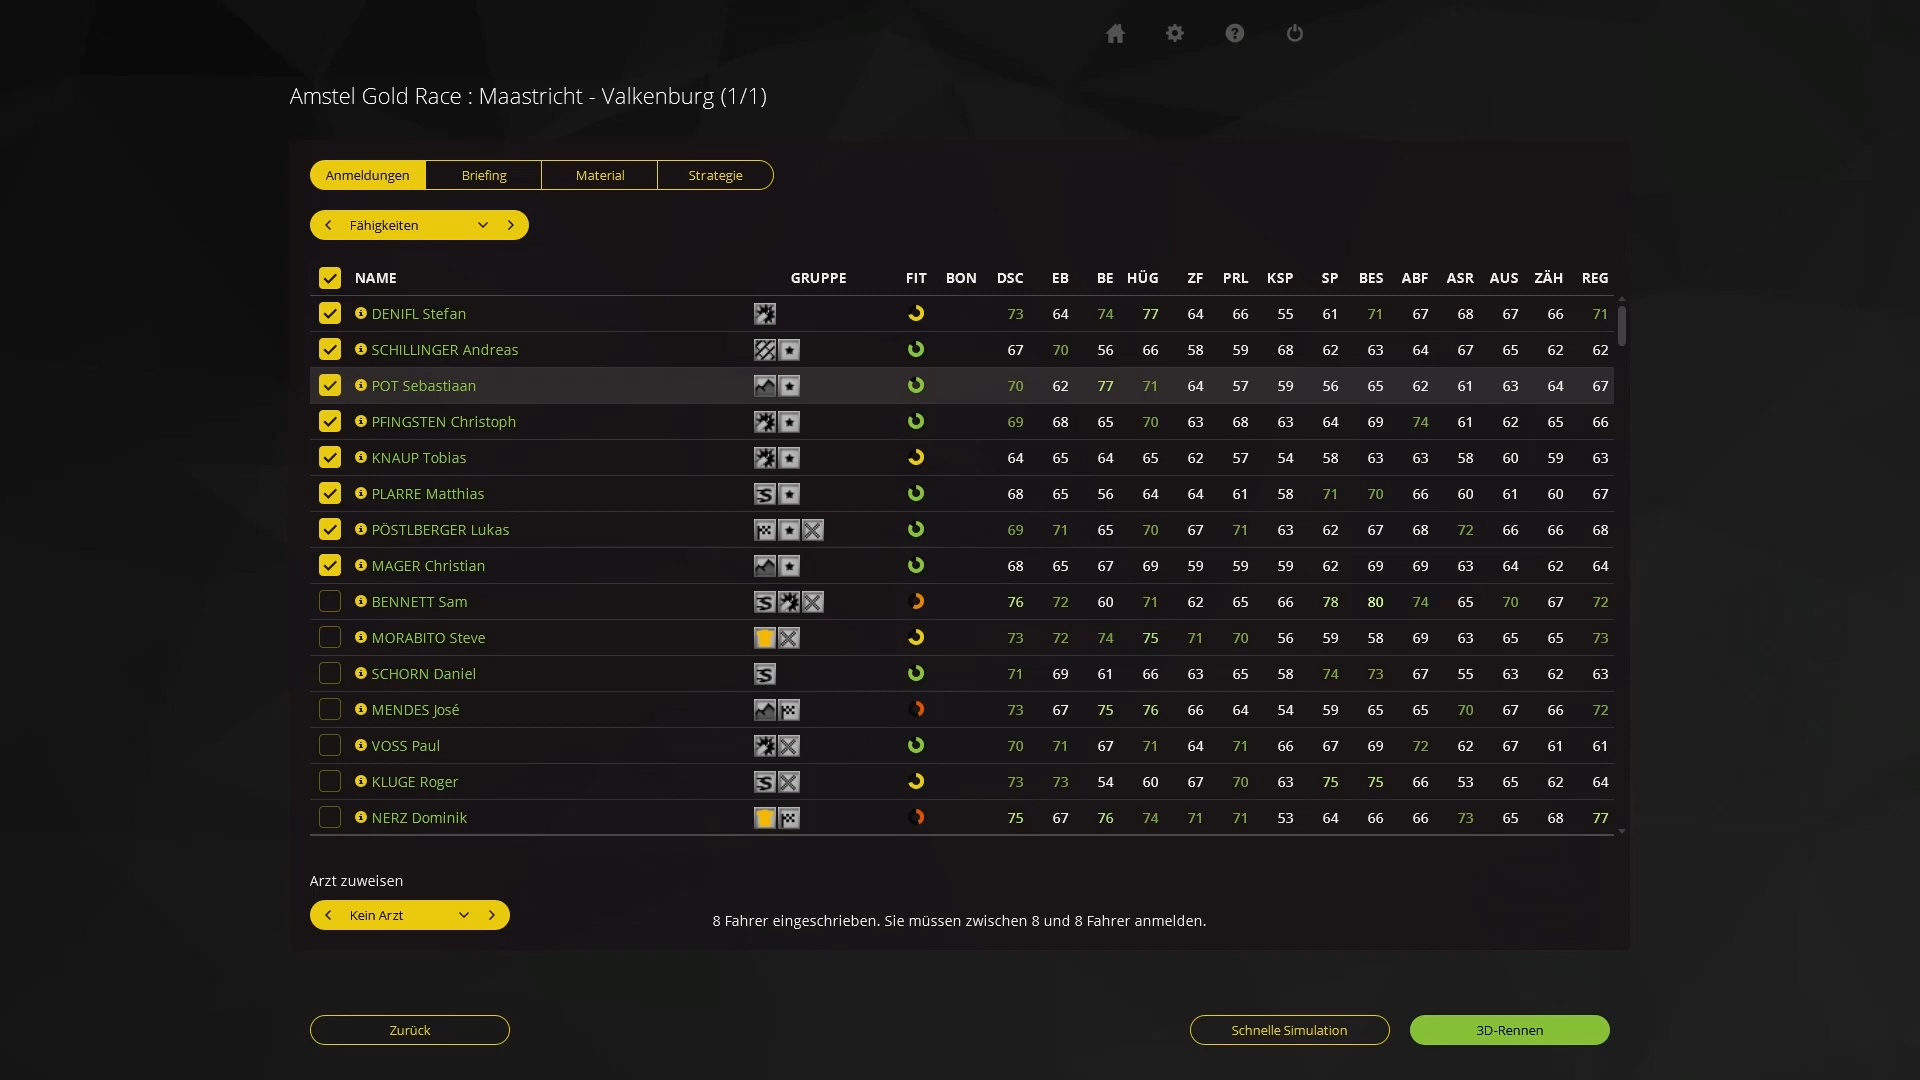 Amstel Gold Race : Maastricht - Valkenburg (1/1)
Anmeldungen Briefing Material Strategie
Fähigkeiten
NAME GRUPPE FIT BON DSC EB BE HÜG ZF PRL KSP SP BES ABF ASR AUS ZÄH REG
DENIFL Stefan 73 64 74 77 64 66 55 61 71 67 68 67 66 71
SCHILLINGER Andreas 67 70 56 66 58 59 68 62 63 64 67 65 62 62
POT Sebastiaan 70 62 77 71 64 57 59 56 65 62 61 63 64 67
PFINGSTEN Christoph 69 68 65 70 63 68 63 64 69 74 61 62 65 66
KNAUP Tobias 64 65 64 65 62 57 54 58 63 63 58 60 59 63
PLARRE Matthias 68 65 56 64 64 61 58 71 70 66 60 61 60 67
PÖSTLBERGER Lukas 69 71 65 70 67 71 63 62 67 68 72 66 66 68
MAGER Christian 68 65 67 69 59 59 59 62 69 69 63 64 62 64
BENNETT Sam 76 72 60 71 62 65 66 78 80 74 65 70 67 72
MORABITO Steve 73 72 74 75 71 70 56 59 58 69 63 65 65 73
SCHORN Daniel 71 69 61 66 63 65 58 74 73 67 55 63 62 63
MENDES José 73 67 75 76 66 64 54 59 65 65 70 67 66 72
VOSS Paul 70 71 67 71 64 71 66 67 69 72 62 67 61 61
KLUGE Roger 73 73 54 60 67 70 63 75 75 66 53 65 62 64
NERZ Dominik 75 67 76 74 71 71 53 64 66 66 73 65 68 77
Arzt zuweisen
Kein Arzt
8 Fahrer eingeschrieben. Sie müssen zwischen 8 und 8 Fahrer anmelden.
Zurück Schnelle Simulation 3D-Rennen